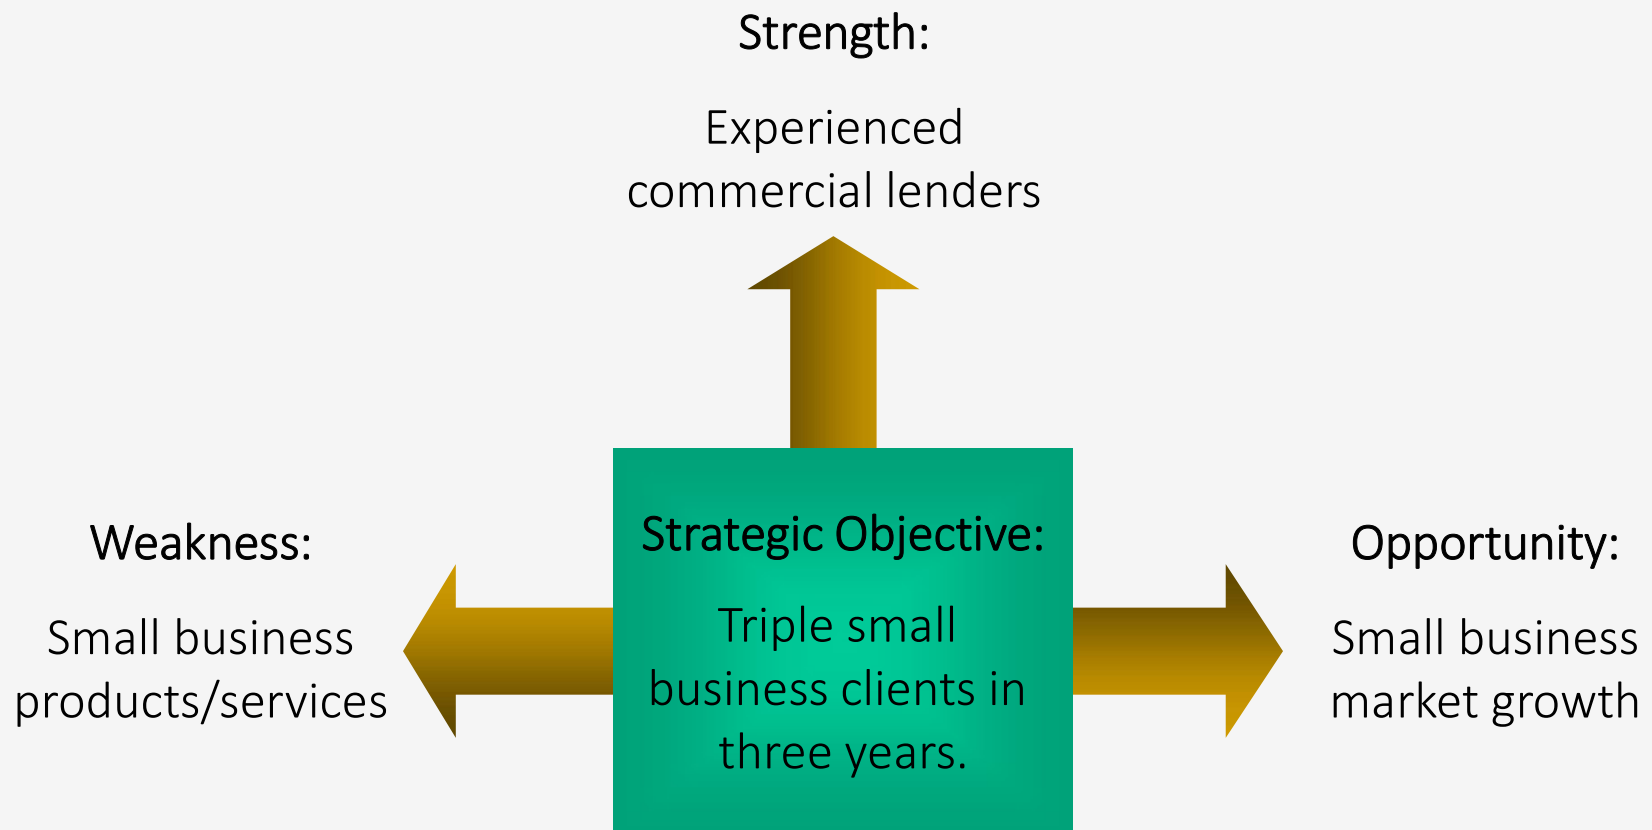 Strength:
Experienced
commercial lenders
Weakness:
Small business
products/services
Strategic Objective:
Triple small
business clients in
three years.
Opportunity:
Small business
market growth